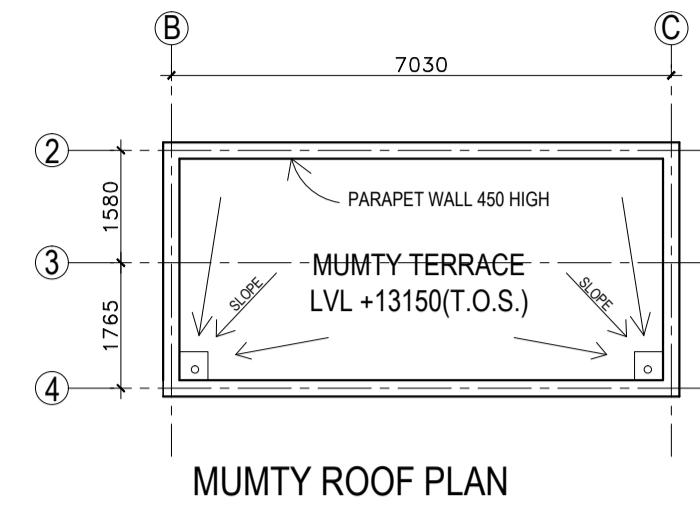 B
C
7030
2
PARAPET WALL 450 HIGH
1580
3
MUMTY TERRACE
SLOPE
SLOPE
LVL +13150(T.O.S.)
1765
4
MUMTY ROOF PLAN